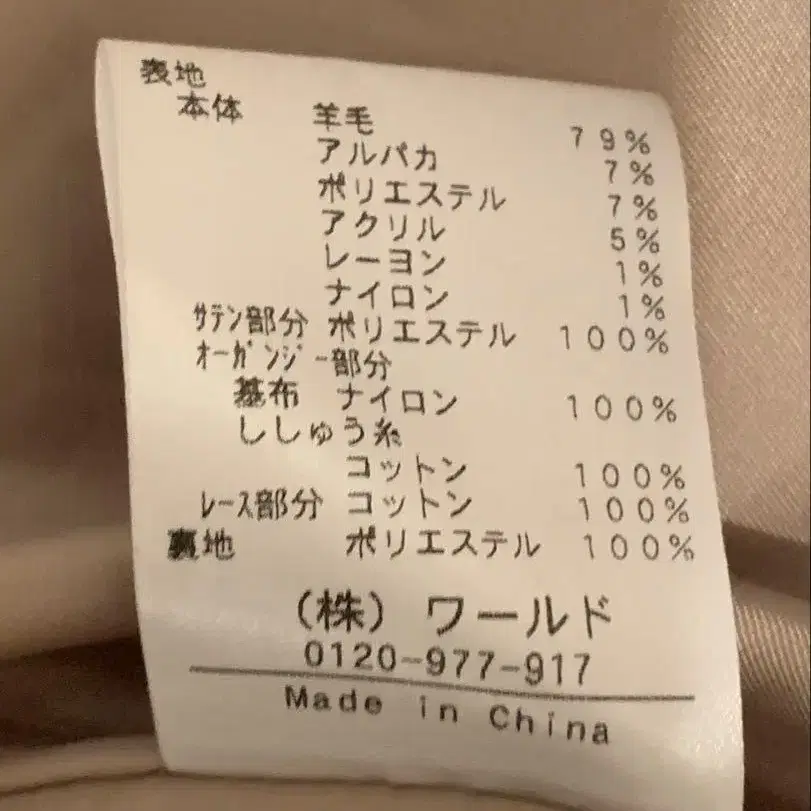 表地
本体 羊毛 79%
アルパカ 7%
ポリエステル 7%
アクリル 5%
レーヨン 1%
ナイロン 1%
ｻﾃﾝ部分 ポリエステル 100%
ｵｰｶﾞﾝｼﾞｰ部分
基布 ナイロン 100%
ししゅう糸
コットン 100%
ﾚｰｽ部分 コットン 100%
裏地 ポリエステル 100%
(株) ワールド
0120-977-917
Made in China